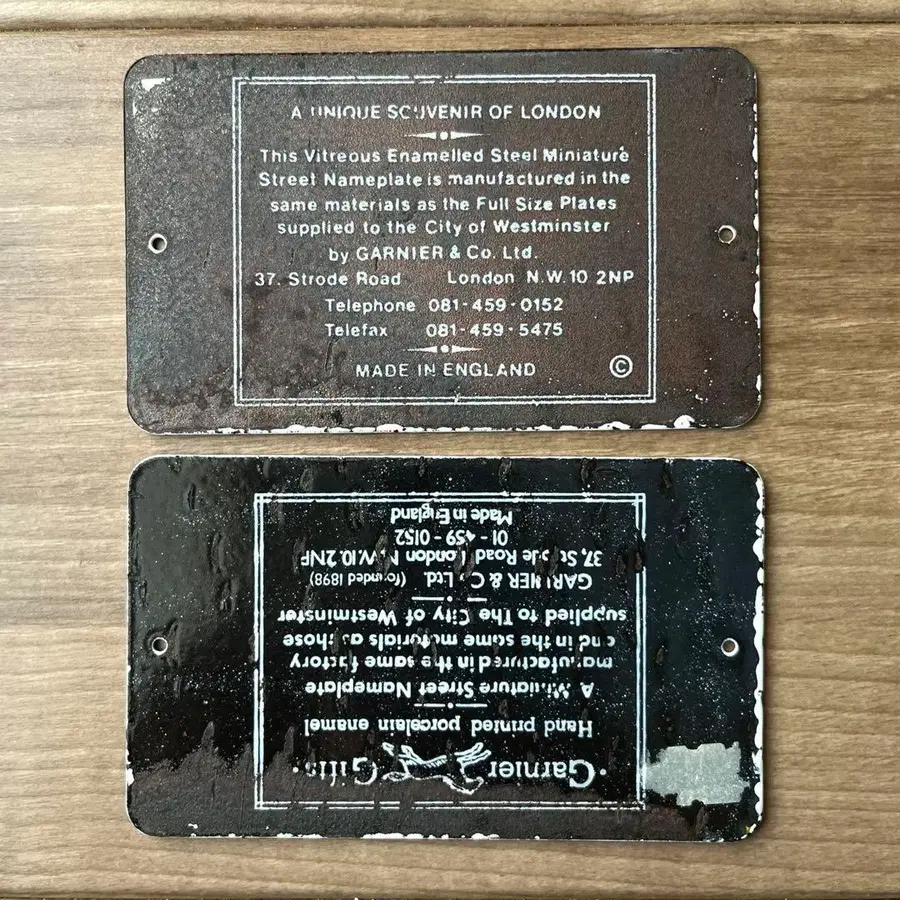 A UNIQUE SOUVENIR OF LONDON
This Vitreous Enamelled Steel Miniature
Street Nameplate is manufactured in the
same materials as the Full Size Plates
supplied to the City of Westminster
by GARNIER & Co. Ltd.
37. Strode Road London N.W.10 2NP
Telephone 081-459-0152
Telefax 081-459-5475
MADE IN ENGLAND ©
·Garnier Gifts·
Hand printed porcelain enamel
A Miniature Street Nameplate
manufactured in the same factory
and in the same materials as those
supplied to The City of Westminster
GARNIER & Co Ltd. (founded 1898)
37, Strode Road London N.W.10. 2NP
01-459-0152
Made in England